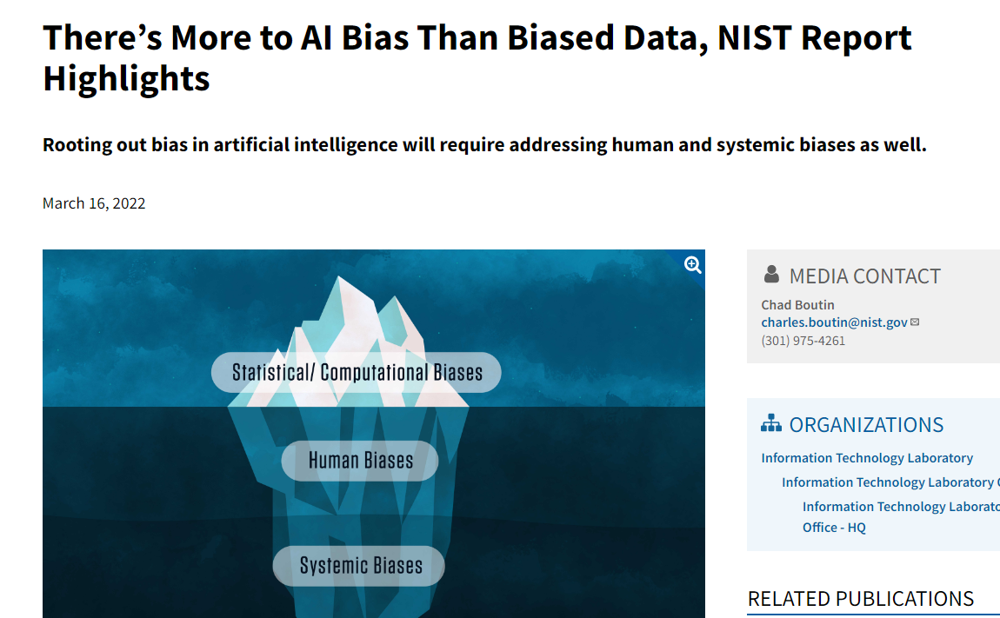 There’s More to AI Bias Than Biased Data, NIST Report
Highlights
Rooting out bias in artificial intelligence will require addressing human and systemic biases as well.
March 16, 2022
Statistical/ Computational Biases
Human Biases
Systemic Biases
MEDIA CONTACT
Chad Boutin
charles.boutin@nist.gov
(301) 975-4261
ORGANIZATIONS
Information Technology Laboratory
Information Technology Laboratory
Information Technology
Office - HQ
RELATED PUBLICATIONS